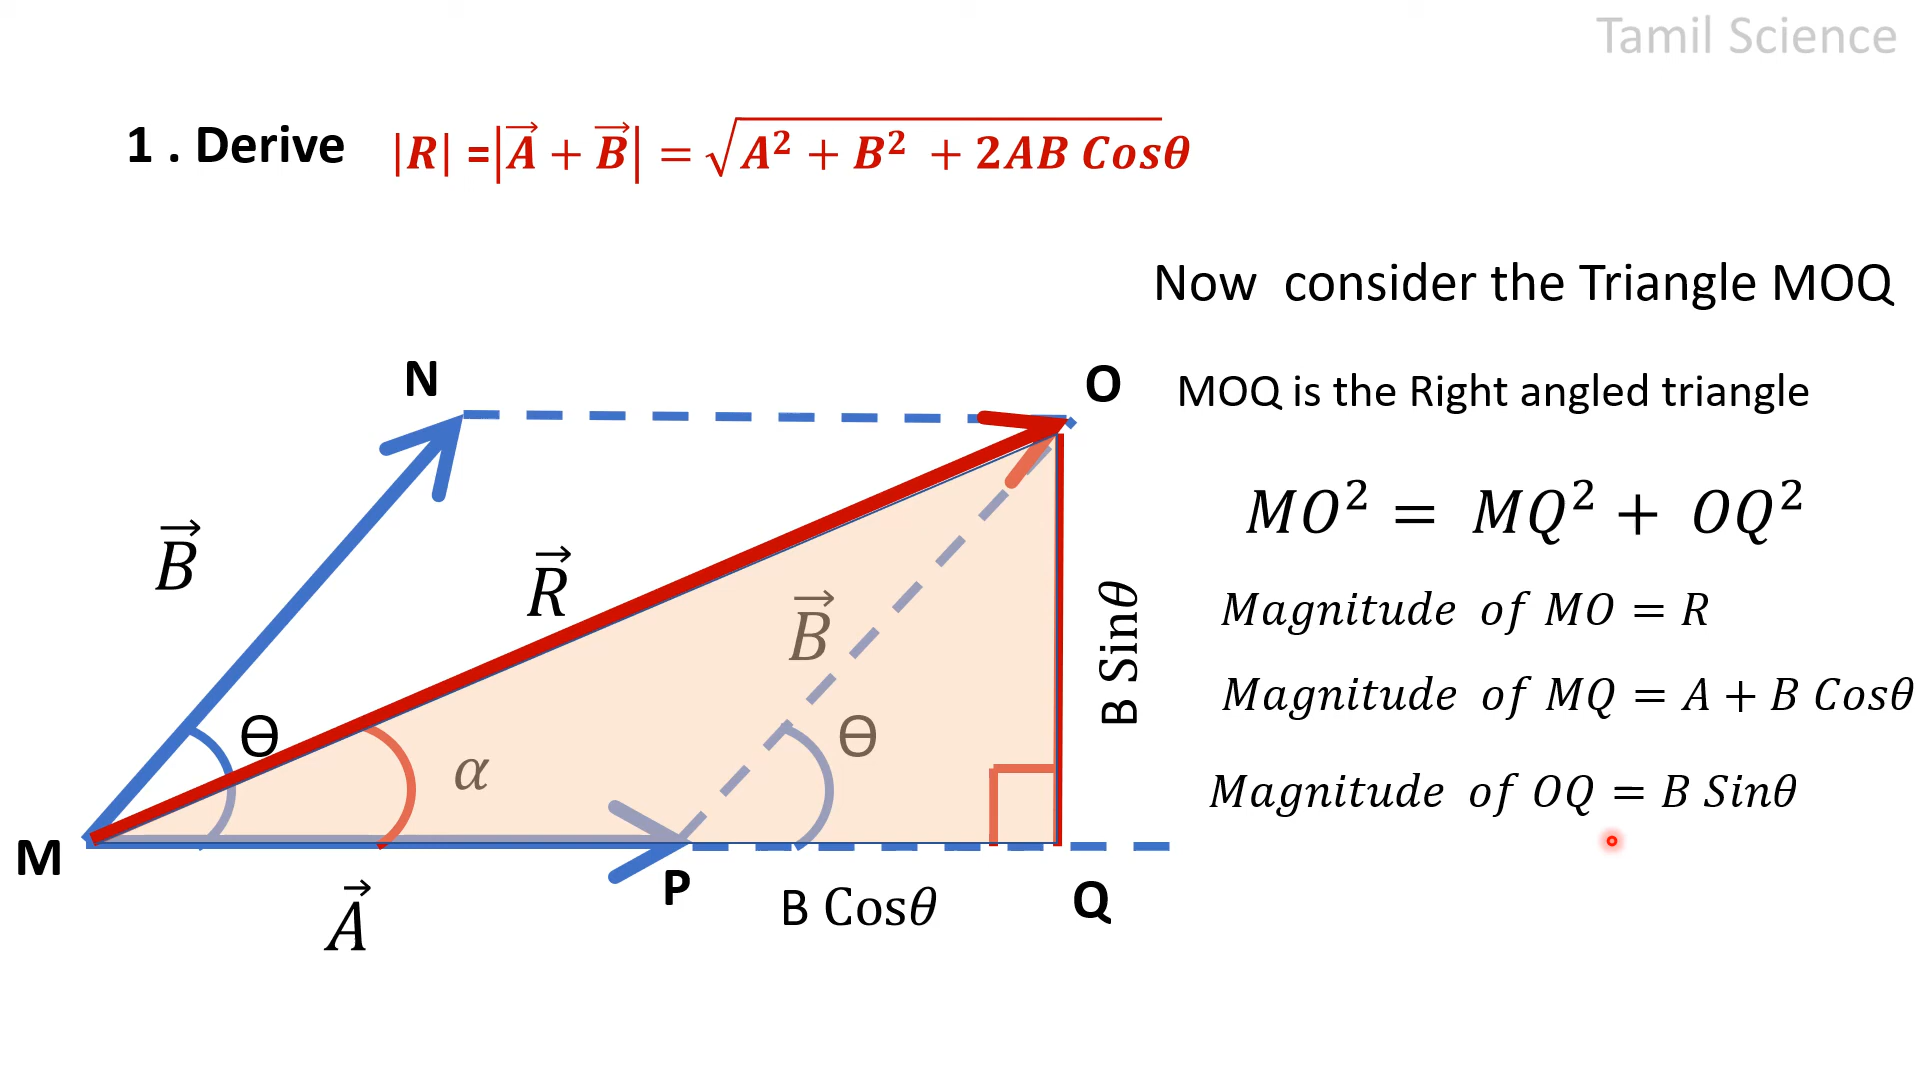 Tamil Science
1 . Derive |R| =|A⃗ + B⃗| = √A² + B² + 2AB Cosθ
Now consider the Triangle MOQ
N
O
MOQ is the Right angled triangle
MO² = MQ² + OQ²
B⃗
R⃗
B⃗
B Sinθ
Magnitude of MO = R
Magnitude of MQ = A + B Cosθ
Ɵ
α
Ɵ
Magnitude of OQ = B Sinθ
M
P
Q
A⃗
B Cosθ